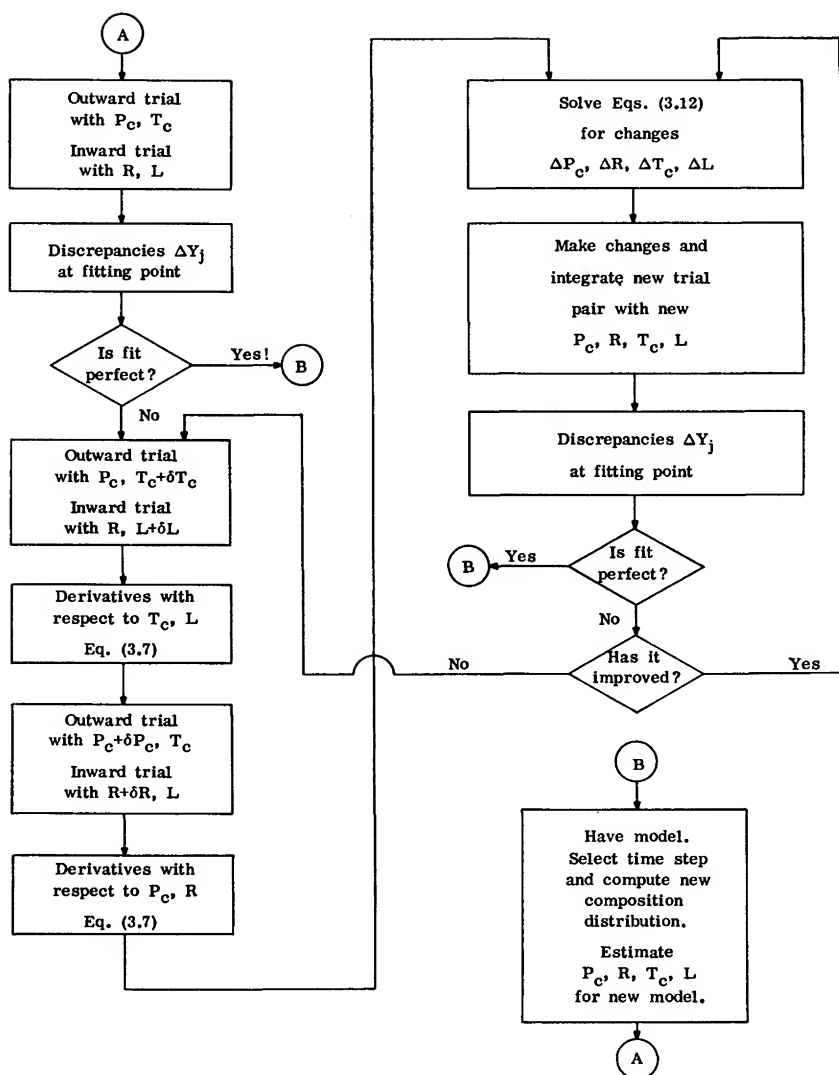 A
Outward trial
with P_c, T_c
Inward trial
with R, L
Discrepancies ΔY_j
at fitting point
Is fit
perfect?
Yes!
B
No
Outward trial
with P_c, T_c+δT_c
Inward trial
with R, L+δL
Derivatives with
respect to T_c, L
Eq. (3.7)
Outward trial
with P_c+δP_c, T_c
Inward trial
with R+δR, L
Derivatives with
respect to P_c, R
Eq. (3.7)
Solve Eqs. (3.12)
for changes
ΔP_c, ΔR, ΔT_c, ΔL
Make changes and
integrate new trial
pair with new
P_c, R, T_c, L
Discrepancies ΔY_j
at fitting point
Is fit
perfect?
Yes
B
No
Has it
improved?
No
Yes
B
Have model.
Select time step
and compute new
composition
distribution.
Estimate
P_c, R, T_c, L
for new model.
A